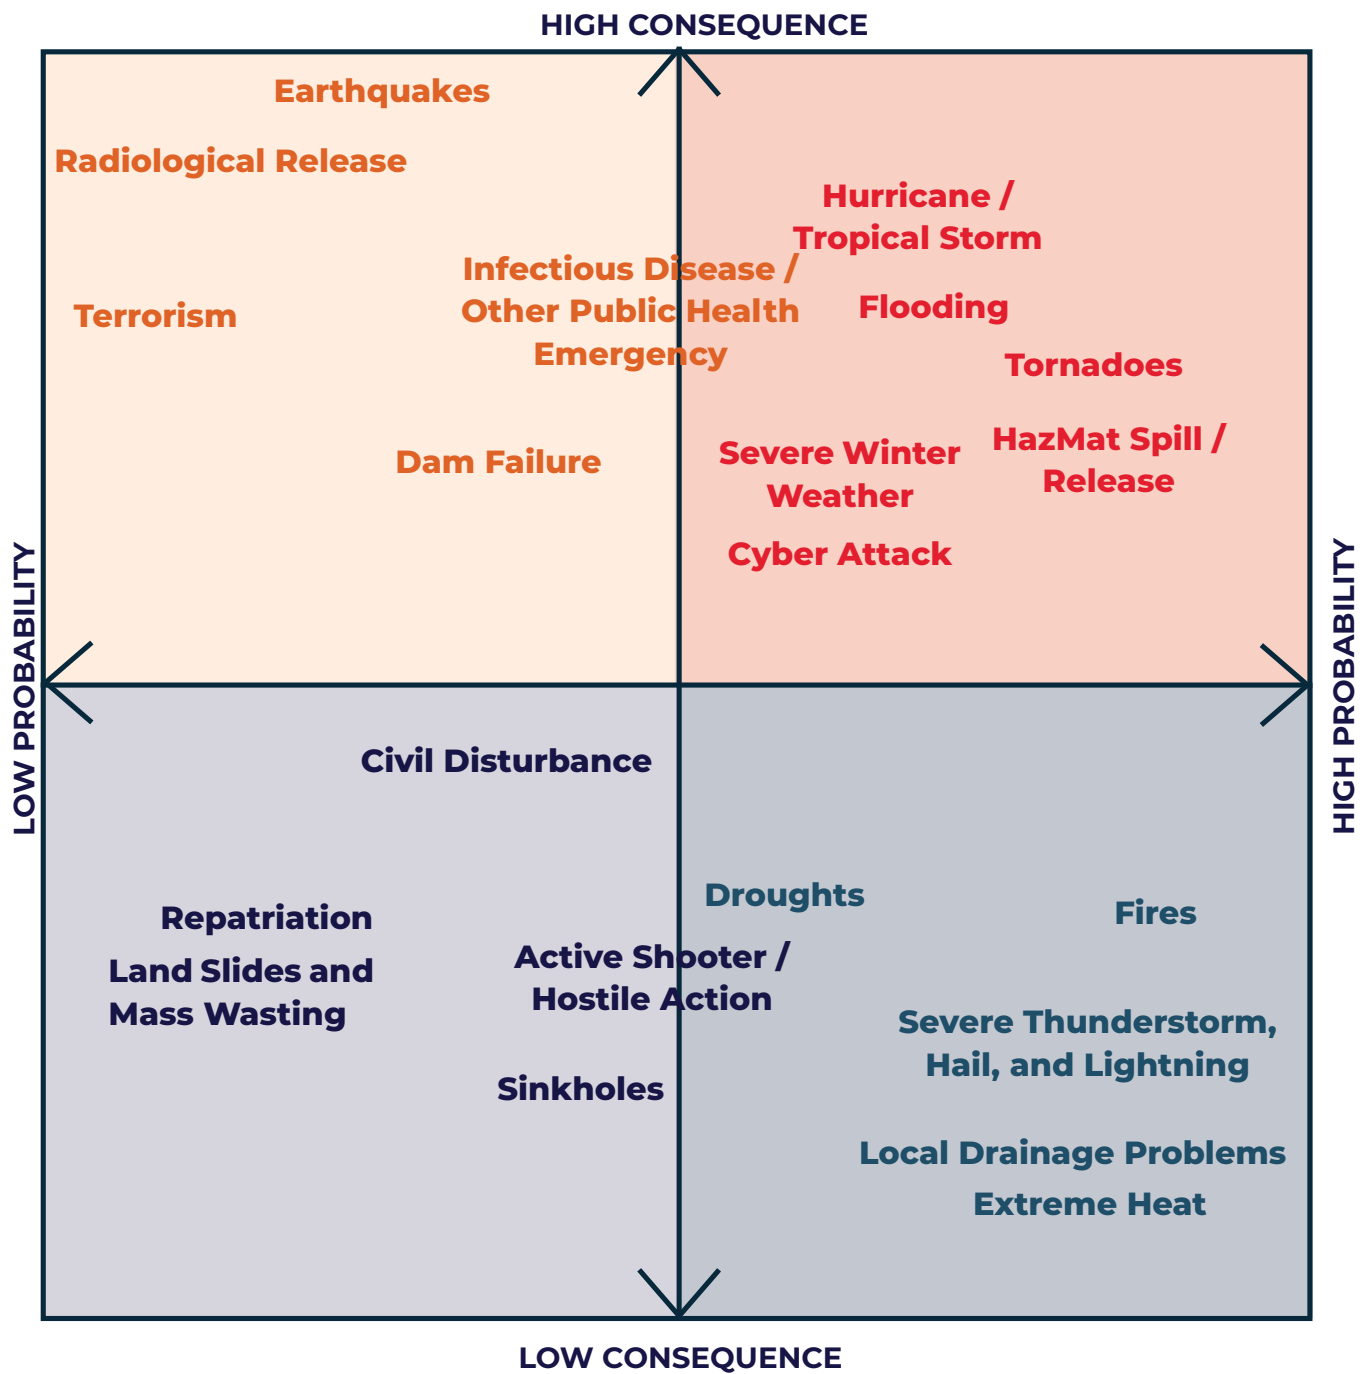 HIGH CONSEQUENCE
Earthquakes
Radiological Release
Terrorism
Infectious Disease /
Other Public Health
Emergency
Dam Failure
Hurricane /
Tropical Storm
Flooding
Tornadoes
HazMat Spill /
Release
Severe Winter
Weather
Cyber Attack
LOW PROBABILITY
HIGH PROBABILITY
Civil Disturbance
Repatriation
Land Slides and
Mass Wasting
Active Shooter /
Hostile Action
Sinkholes
Droughts
Fires
Severe Thunderstorm,
Hail, and Lightning
Local Drainage Problems
Extreme Heat
LOW CONSEQUENCE